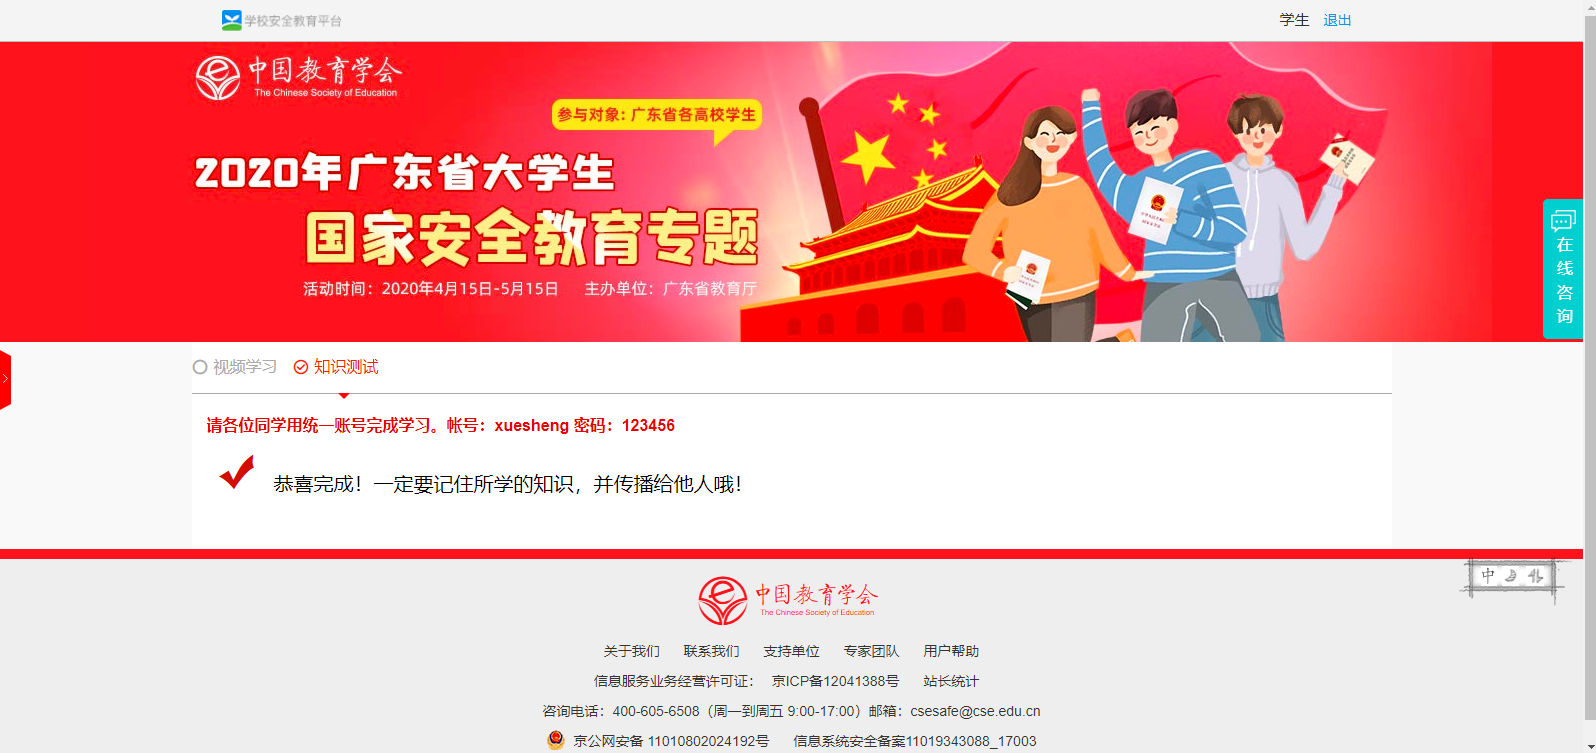 学校安全教育平台
学生 退出
中国教育学会
The Chinese Society of Education
参与对象：广东省各高校学生
2020年广东省大学生
国家安全教育专题
活动时间：2020年4月15日-5月15日 主办单位：广东省教育厅
在线咨询
视频学习 知识测试
请各位同学用统一账号完成学习。帐号：xuesheng 密码：123456
恭喜完成！一定要记住所学的知识，并传播给他人哦！
中
中国教育学会
The Chinese Society of Education
关于我们 联系我们 支持单位 专家团队 用户帮助
信息服务业务经营许可证： 京ICP备12041388号 站长统计
咨询电话：400-605-6508（周一到周五 9:00-17:00）邮箱：csesafe@cse.edu.cn
京公网安备 11010802024192号 信息系统安全备案11019343088_17003